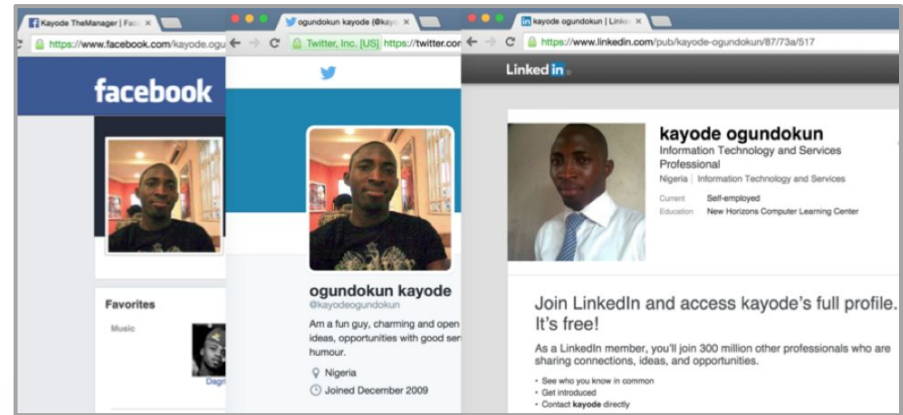 Kayode TheManager | Face
https://www.facebook.com/kayode.ogu
facebook
Favorites
Music
Dagr
ogundokun kayode (@kayo
Twitter, Inc. [US] https://twitter.com
ogundokun kayode
@kayodeogundokun
Am a fun guy, charming and open
ideas, opportunities with good sen
humour.
Nigeria
Joined December 2009
kayode ogundokun | Linke
https://www.linkedin.com/pub/kayode-ogundokun/87/73a/517
Linked in
kayode ogundokun
Information Technology and Services
Professional
Nigeria | Information Technology and Services
Current Self-employed
Education New Horizons Computer Learning Center
Join LinkedIn and access kayode's full profile.
It's free!
As a LinkedIn member, you'll join 300 million other professionals who are
sharing connections, ideas, and opportunities.
• See who you know in common
• Get introduced
• Contact kayode directly